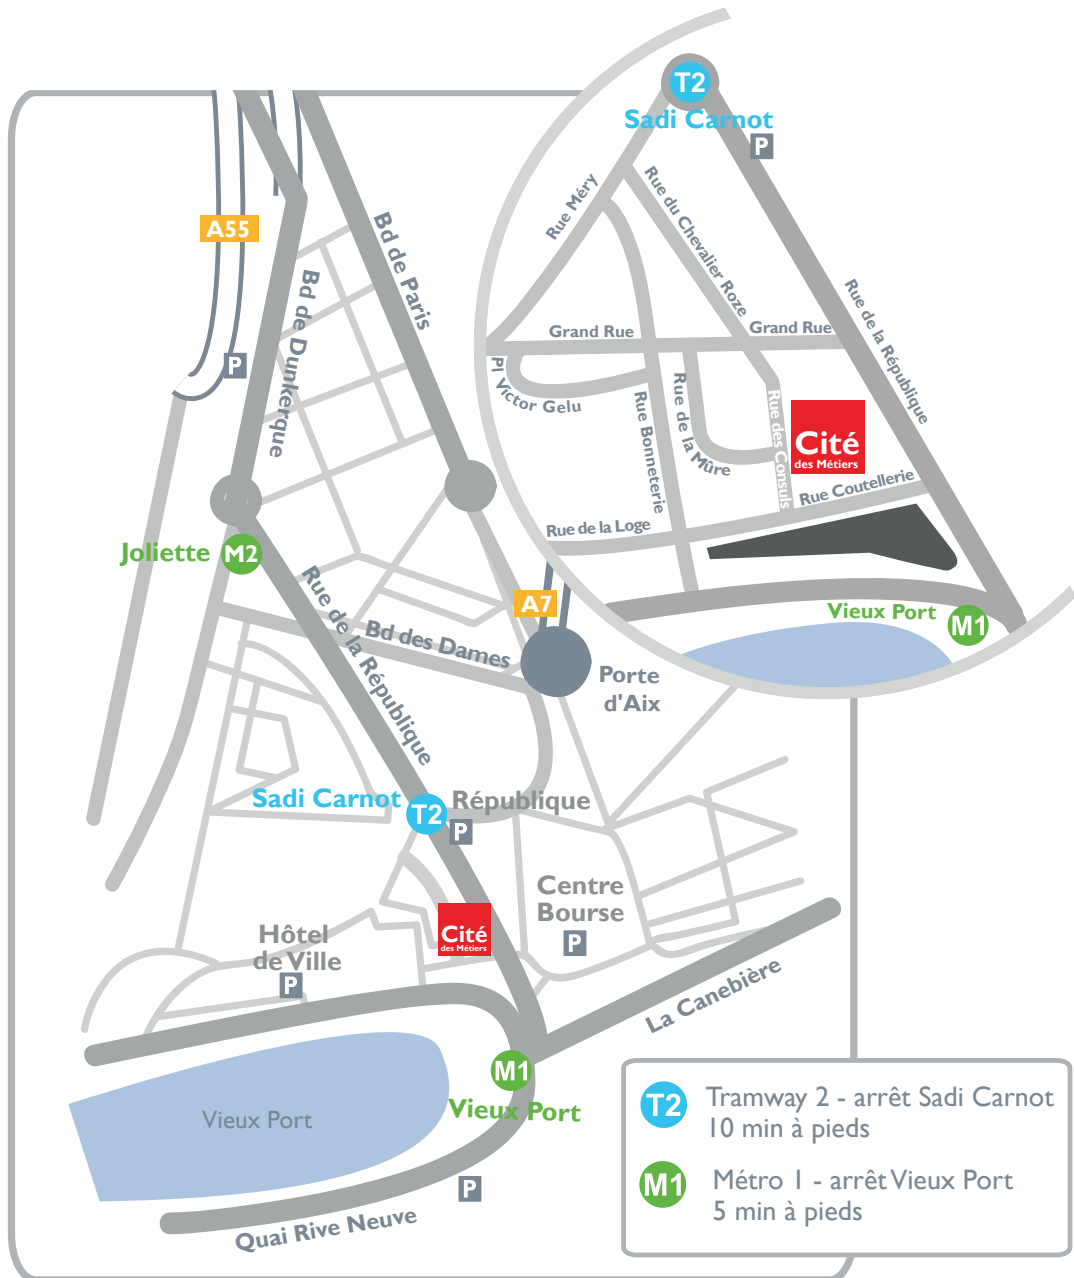 T2
Sadi Carnot
P
Rue Méry
Rue du Chevalier Roze
A55
Bd de Paris
Bd de Dunkerque
Rue de la République
Grand Rue
Grand Rue
P
Pl Victor Gelu
Rue Bonneterie
Rue de la Mûre
Rue des Consuls
Cité
des Métiers
Rue Coutellerie
Rue de la Loge
Joliette
M2
A7
Vieux Port
M1
Rue de la République
Bd des Dames
Porte
d'Aix
Sadi Carnot
T2
République
P
Centre
Bourse
P
Cité
des Métiers
Hôtel
de Ville
P
La Canebière
M1
Vieux Port
Vieux Port
P
Quai Rive Neuve
T2
Tramway 2 - arrêt Sadi Carnot
10 min à pieds
M1
Métro 1 - arrêt Vieux Port
5 min à pieds